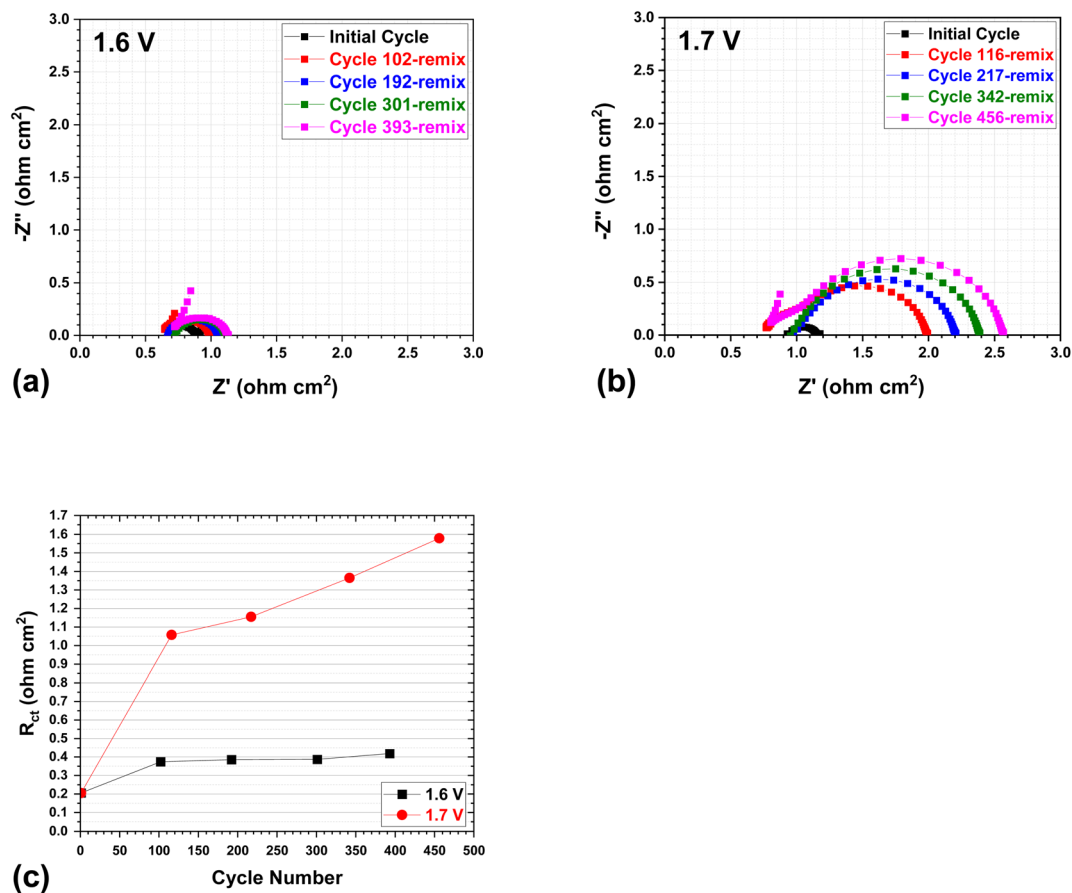 1.6 V
Initial Cycle
Cycle 102-remix
Cycle 192-remix
Cycle 301-remix
Cycle 393-remix
3.0
2.5
2.0
1.5
1.0
0.5
0.0
-Z" (ohm cm2)
0.0 0.5 1.0 1.5 2.0 2.5 3.0
Z' (ohm cm2)
(a)
1.7 V
Initial Cycle
Cycle 116-remix
Cycle 217-remix
Cycle 342-remix
Cycle 456-remix
3.0
2.5
2.0
1.5
1.0
0.5
0.0
-Z" (ohm cm2)
0.0 0.5 1.0 1.5 2.0 2.5 3.0
Z' (ohm cm2)
(b)
1.7
1.6
1.5
1.4
1.3
1.2
1.1
1.0
0.9
0.8
0.7
0.6
0.5
0.4
0.3
0.2
0.1
0.0
Rct (ohm cm2)
1.6 V
1.7 V
0 50 100 150 200 250 300 350 400 450 500
Cycle Number
(c)